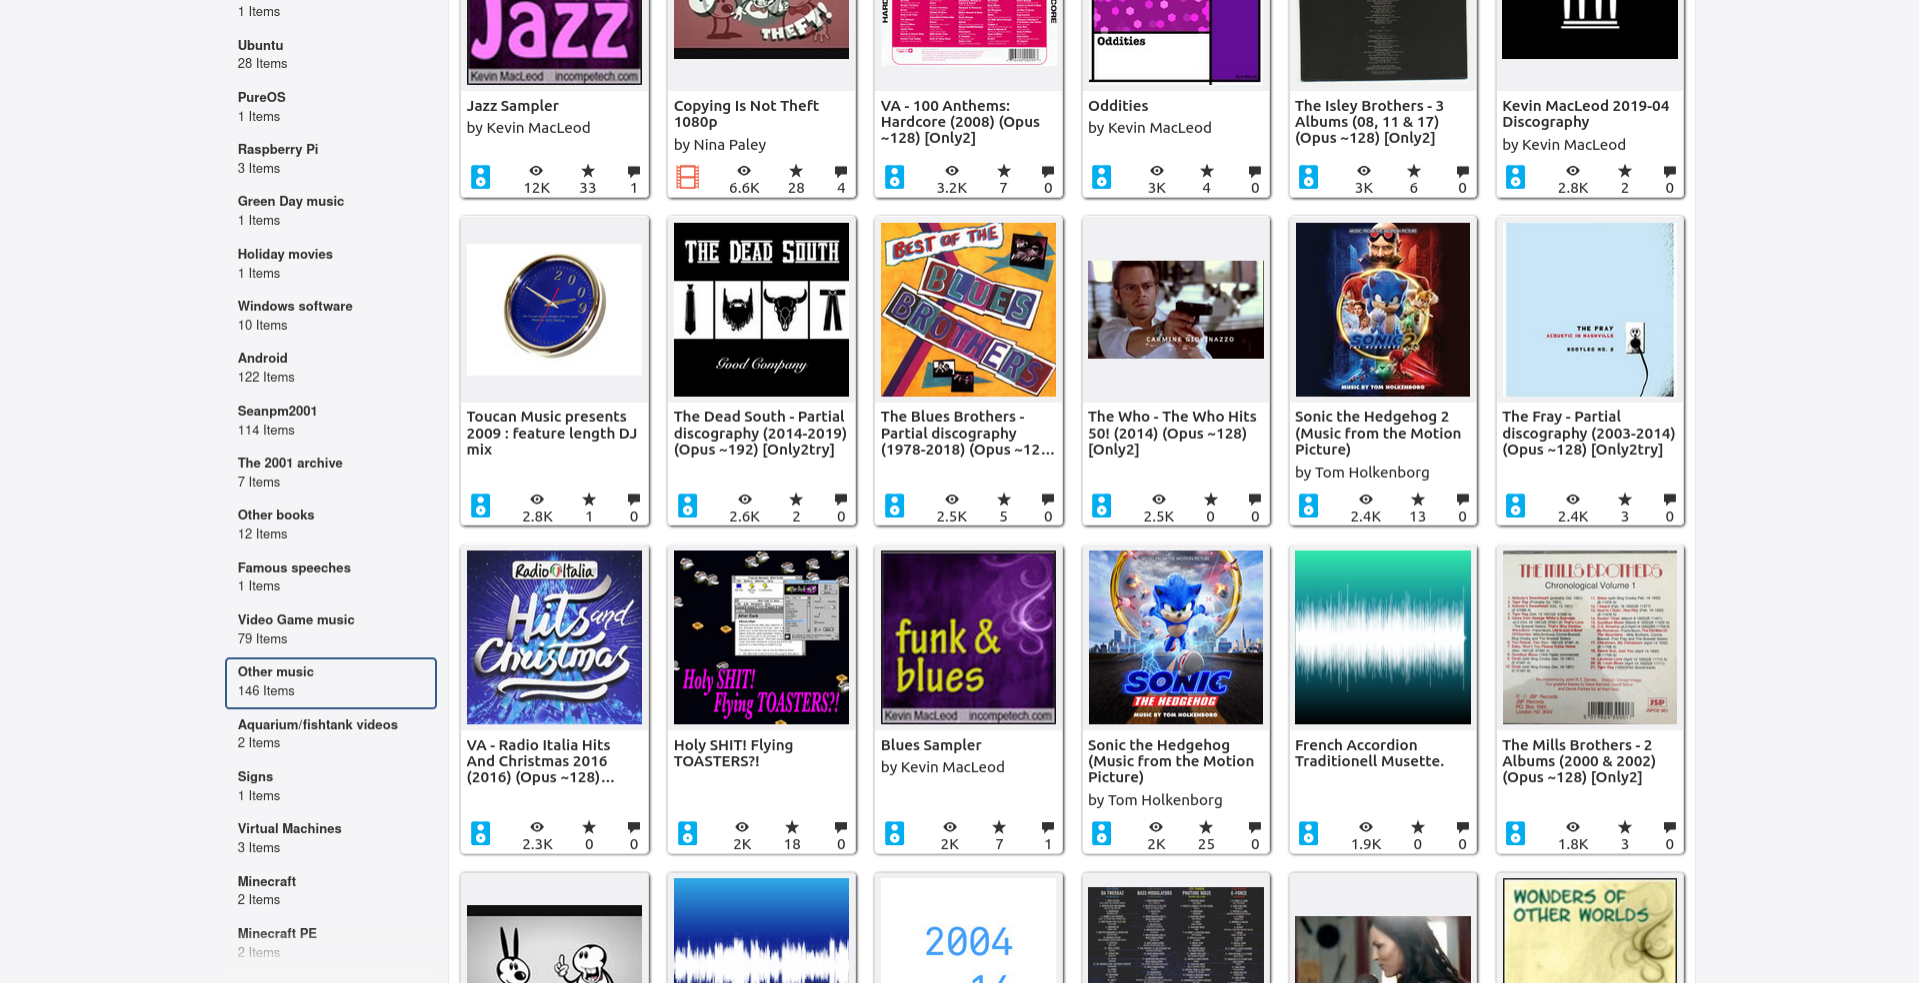 1 Items
Ubuntu
28 Items
PureOS
1 Items
Raspberry Pi
3 Items
Green Day music
1 Items
Holiday movies
1 Items
Windows software
10 Items
Android
122 Items
Seanpm2001
114 Items
The 2001 archive
7 Items
Other books
12 Items
Famous speeches
1 Items
Video Game music
79 Items
Other music
146 Items
Aquarium/fishtank videos
2 Items
Signs
1 Items
Virtual Machines
3 Items
Minecraft
2 Items
Minecraft PE
2 Items
Jazz
Kevin MacLeod incompetech.com
Jazz Sampler
by Kevin MacLeod
12K 33 1
THEFT!
Copying Is Not Theft
1080p
by Nina Paley
6.6K 28 4
VA - 100 Anthems:
Hardcore (2008) (Opus
~128) [Only2]
3.2K 7 0
Oddities
Oddities
by Kevin MacLeod
3K 4 0
The Isley Brothers - 3
Albums (08, 11 & 17)
(Opus ~128) [Only2]
3K 6 0
Kevin MacLeod 2019-04
Discography
by Kevin MacLeod
2.8K 2 0
2009
Toucan Music presents
2009 : feature length DJ
mix
2.8K 1 0
THE DEAD SOUTH
Good Company
The Dead South - Partial
discography (2014-2019)
(Opus ~192) [Only2try]
2.6K 2 0
BEST OF THE
BLUES
BROTHERS
The Blues Brothers -
Partial discography
(1978-2018) (Opus ~12...
2.5K 5 0
CARMINE GIOVINAZZO
The Who - The Who Hits
50! (2014) (Opus ~128)
[Only2]
2.5K 0 0
MUSIC FROM THE MOTION PICTURE
SONIC 2
THE HEDGEHOG
MUSIC BY TOM HOLKENBORG
Sonic the Hedgehog 2
(Music from the Motion
Picture)
by Tom Holkenborg
2.4K 13 0
THE FRAY
ACOUSTIC IN NASHVILLE
BOOTLEG NO. 2
The Fray - Partial
discography (2003-2014)
(Opus ~128) [Only2try]
2.4K 3 0
Radio Italia
Hits and
Christmas
VA - Radio Italia Hits
And Christmas 2016
(2016) (Opus ~128)...
2.3K 0 0
Holy SHIT!
Flying TOASTERS?!
Holy SHIT! Flying
TOASTERS?!
2K 18 0
funk &
blues
Kevin MacLeod incompetech.com
Blues Sampler
by Kevin MacLeod
2K 7 1
MUSIC FROM THE MOTION PICTURE
SONIC
THE HEDGEHOG
MUSIC BY TOM HOLKENBORG
Sonic the Hedgehog
(Music from the Motion
Picture)
by Tom Holkenborg
2K 25 0
French Accordion
Traditionell Musette.
1.9K 0 0
THE MILLS BROTHERS
Chronological Volume 1
JSP
The Mills Brothers - 2
Albums (2000 & 2002)
(Opus ~128) [Only2]
1.8K 3 0
2004
WONDERS OF
OTHER WORLDS